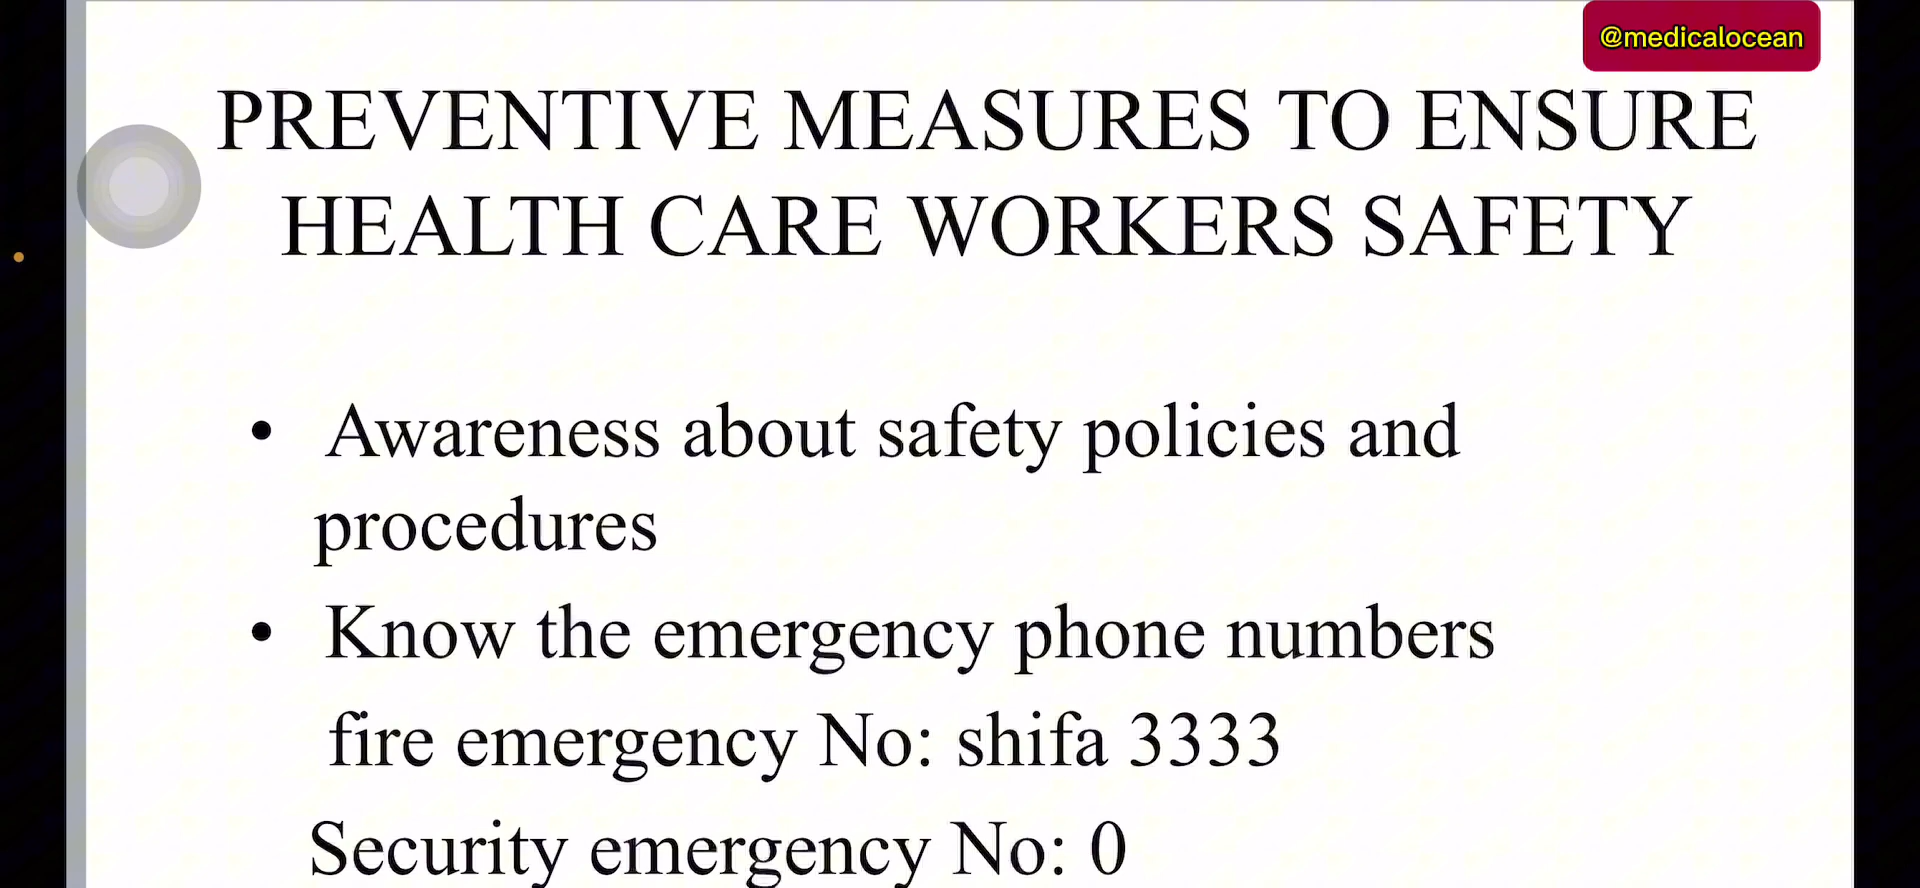 @medicalocean
PREVENTIVE MEASURES TO ENSURE
HEALTH CARE WORKERS SAFETY
• Awareness about safety policies and
procedures
• Know the emergency phone numbers
fire emergency No: shifa 3333
Security emergency No: 0